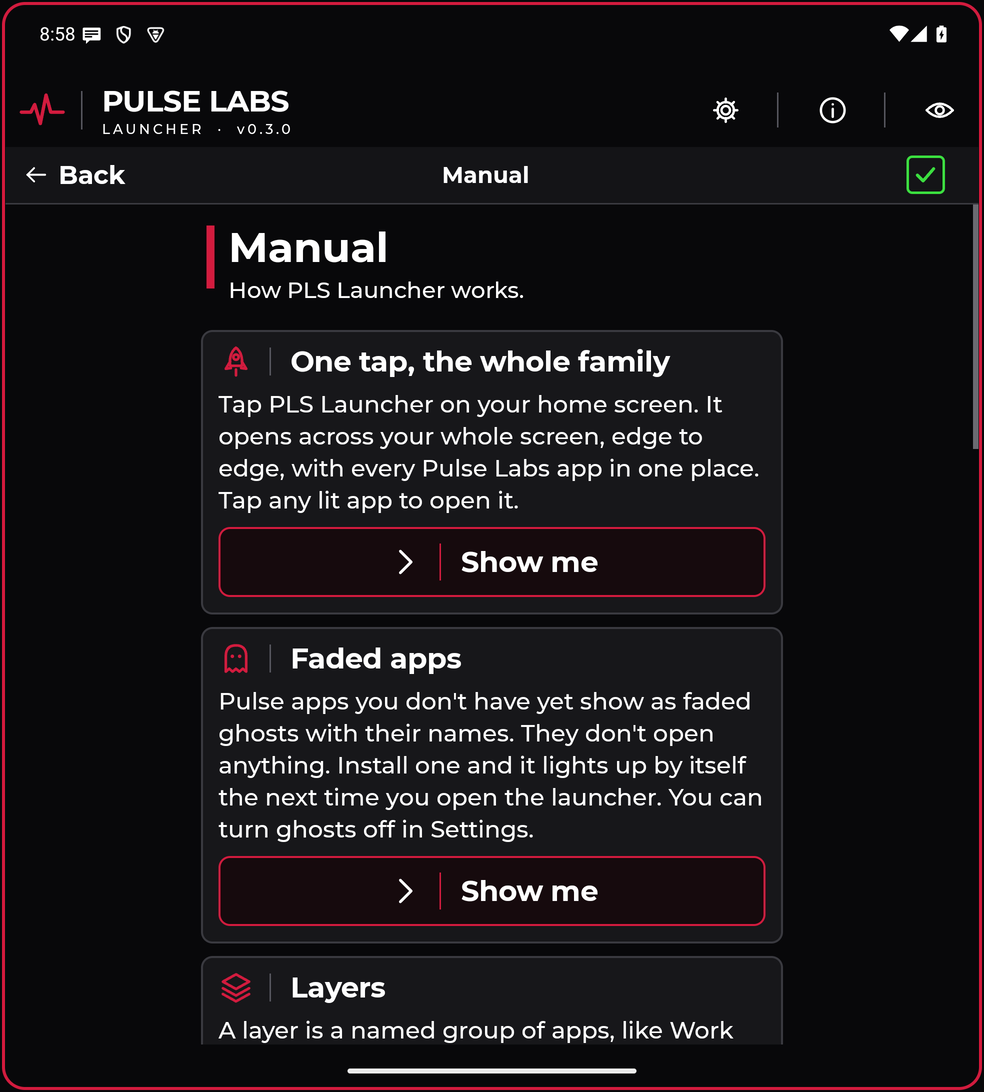 8:58
PULSE LABS
LAUNCHER · v0.3.0
Back
Manual
Manual
How PLS Launcher works.
One tap, the whole family
Tap PLS Launcher on your home screen. It
opens across your whole screen, edge to
edge, with every Pulse Labs app in one place.
Tap any lit app to open it.
Show me
Faded apps
Pulse apps you don't have yet show as faded
ghosts with their names. They don't open
anything. Install one and it lights up by itself
the next time you open the launcher. You can
turn ghosts off in Settings.
Show me
Layers
A layer is a named group of apps, like Work